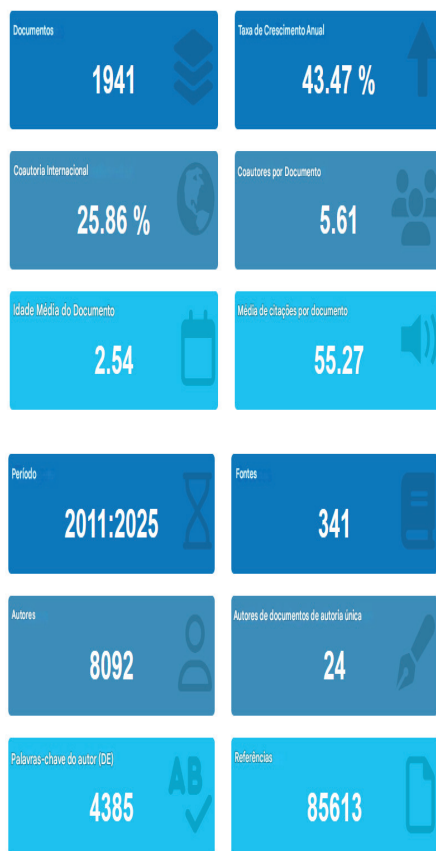 Documentos
1941
Taxa de Crescimento Anual
43.47 %
Coautoria Internacional
25.86 %
Coautores por Documento
5.61
Idade Média do Documento
2.54
Média de citações por documento
55.27
Período
2011:2025
Fontes
341
Autores
8092
Autores de documentos de autoria única
24
Palavras-chave do autor (DE)
AB
4385
Referências
85613